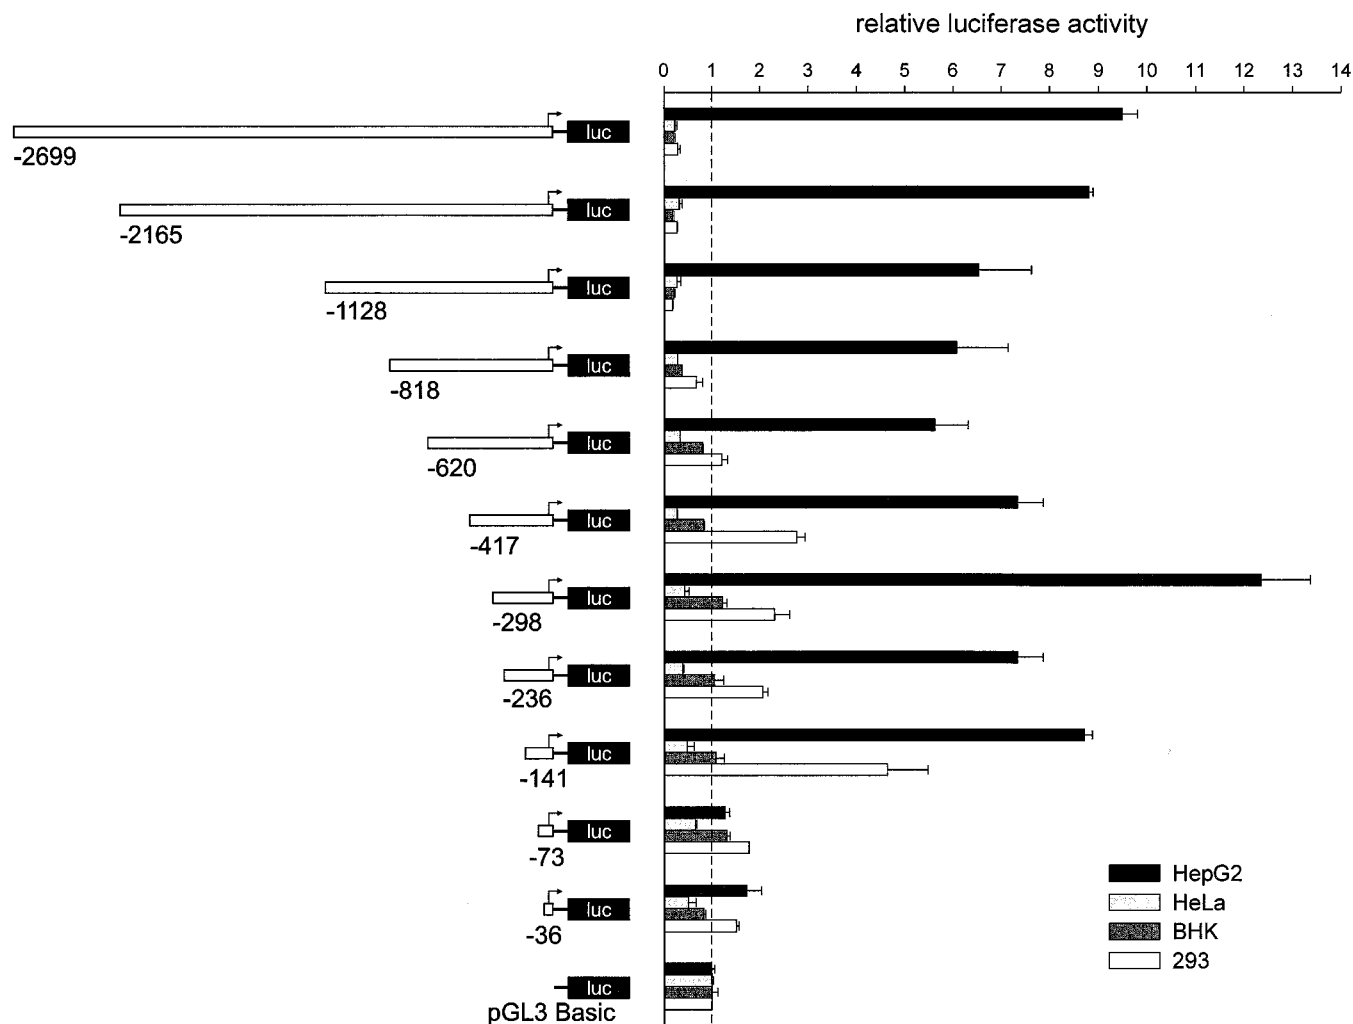 relative luciferase activity
0 1 2 3 4 5 6 7 8 9 10 11 12 13 14
luc
-2699
luc
-2165
luc
-1128
luc
-818
luc
-620
luc
-417
luc
-298
luc
-236
luc
-141
luc
-73
luc
-36
luc
pGL3 Basic
HepG2
HeLa
BHK
293